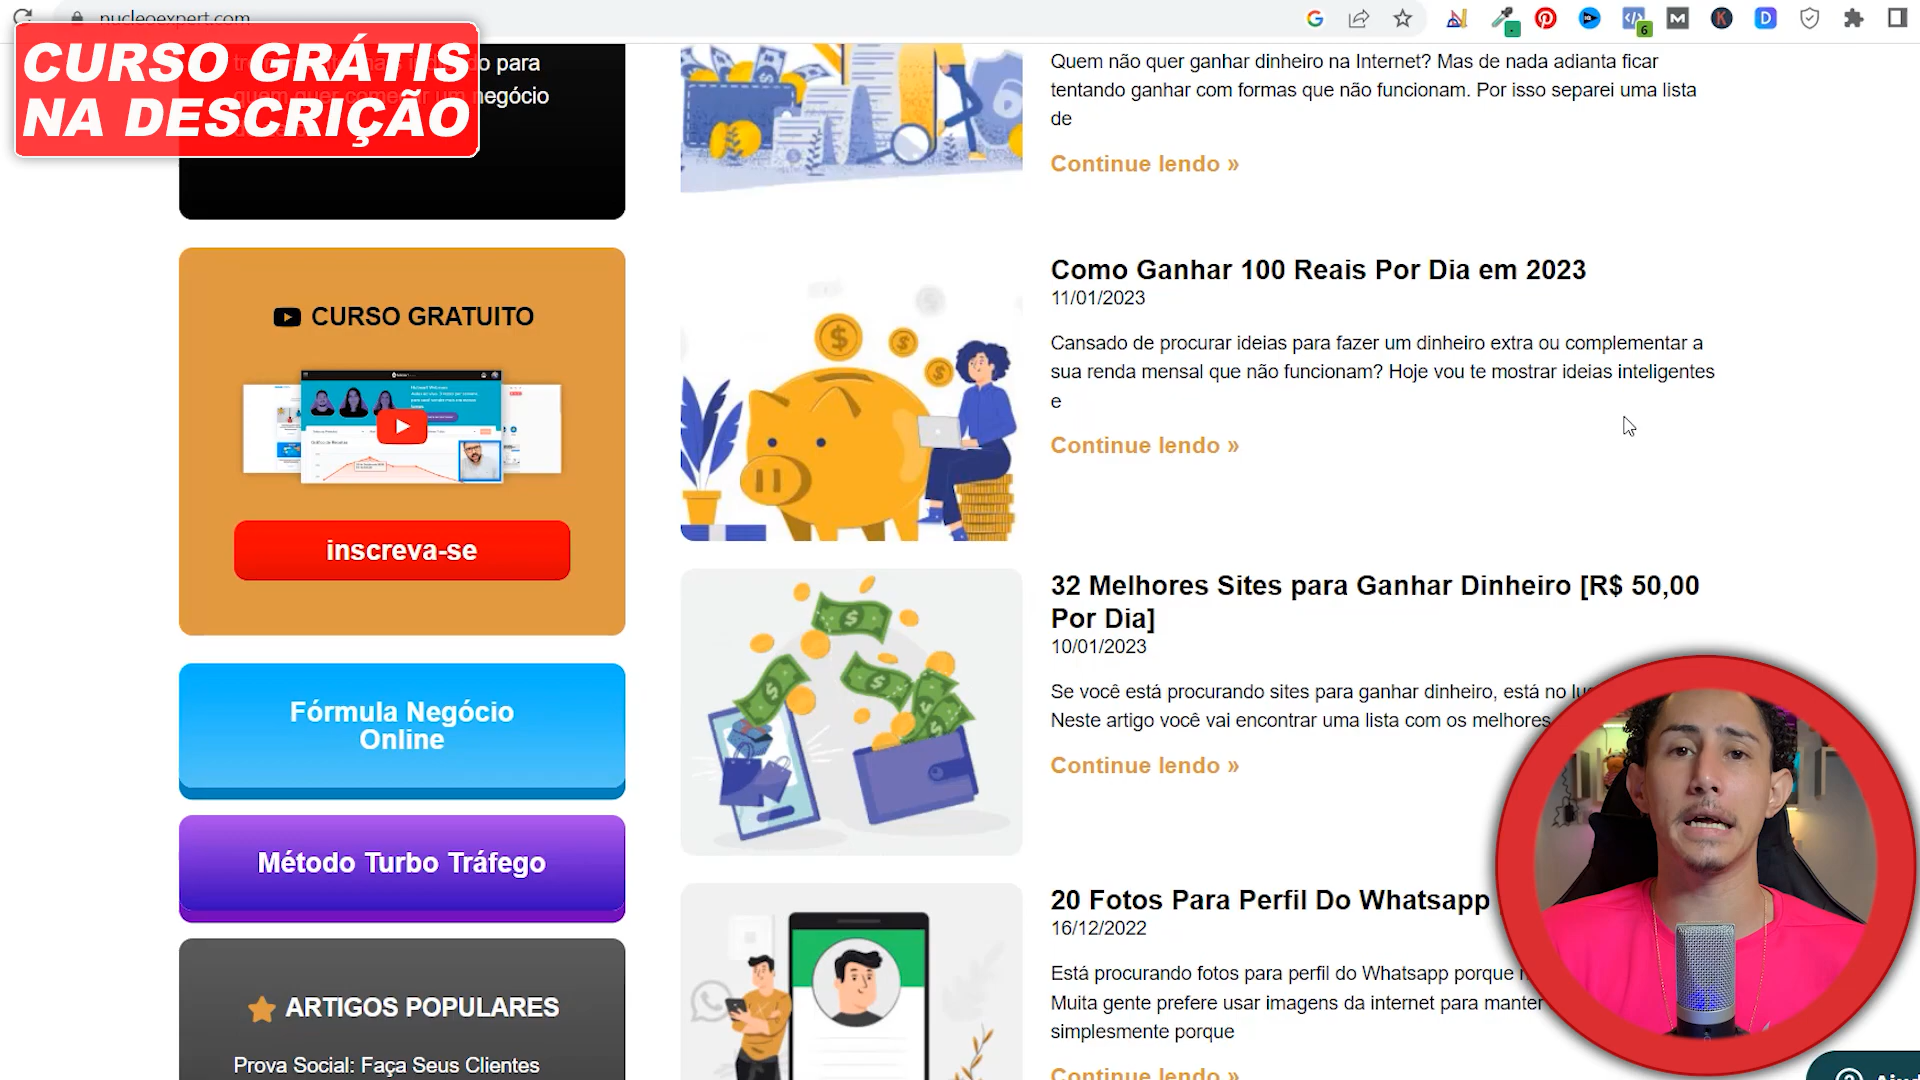 nucleoexpert.com
CURSO GRÁTIS
NA DESCRIÇÃO
o para
negócio
CURSO GRATUITO
inscreva-se
Fórmula Negócio
Online
Método Turbo Tráfego
ARTIGOS POPULARES
Prova Social: Faça Seus Clientes
Quem não quer ganhar dinheiro na Internet? Mas de nada adianta ficar
tentando ganhar com formas que não funcionam. Por isso separei uma lista
de
Continue lendo »
Como Ganhar 100 Reais Por Dia em 2023
11/01/2023
Cansado de procurar ideias para fazer um dinheiro extra ou complementar a
sua renda mensal que não funcionam? Hoje vou te mostrar ideias inteligentes
e
Continue lendo »
32 Melhores Sites para Ganhar Dinheiro [R$ 50,00
Por Dia]
10/01/2023
Se você está procurando sites para ganhar dinheiro, está no
Neste artigo você vai encontrar uma lista com os melhores
Continue lendo »
20 Fotos Para Perfil Do Whatsapp
16/12/2022
Está procurando fotos para perfil do Whatsapp porque
Muita gente prefere usar imagens da internet para manter
simplesmente porque
Continue lendo »